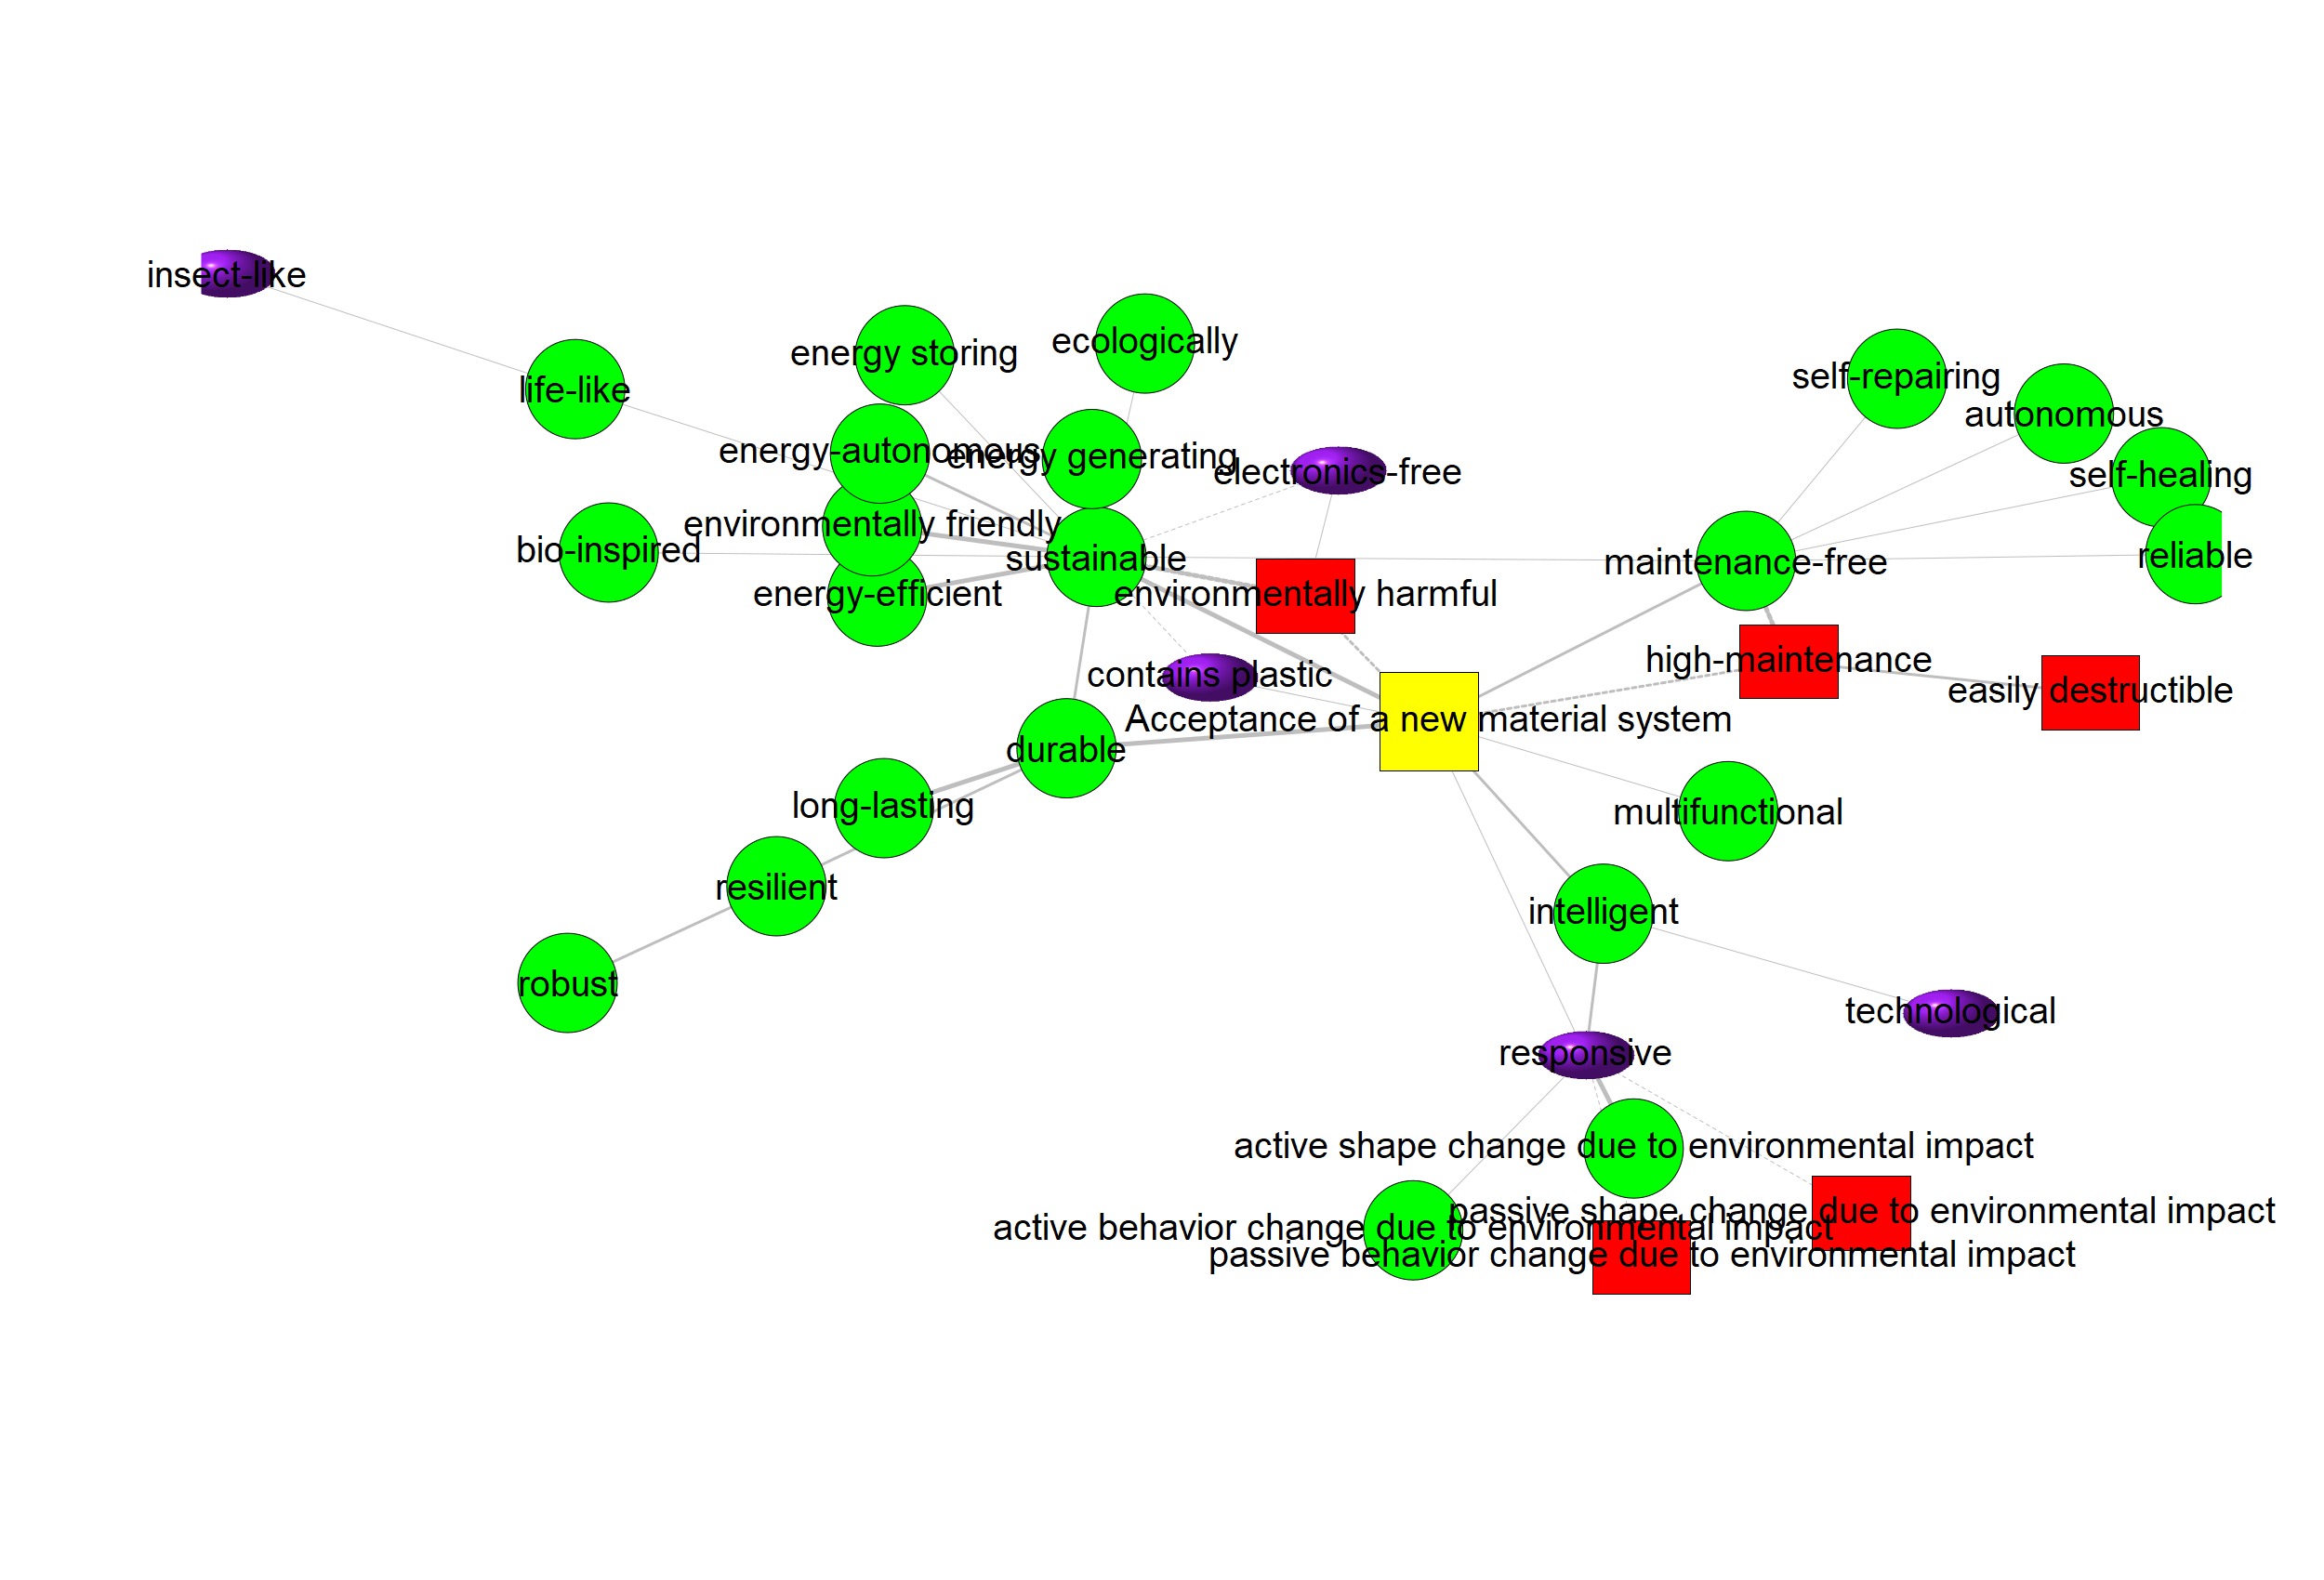 insect-like
life-like
energy storing
ecologically
self-repairing
autonomous
energy-autonomous
energy generating
electronics-free
self-healing
environmentally friendly
bio-inspired
sustainable
maintenance-free
reliable
energy-efficient
environmentally harmful
high-maintenance
contains plastic
easily destructible
Acceptance of a new material system
durable
long-lasting
multifunctional
resilient
intelligent
robust
technological
responsive
active shape change due to environmental impact
passive shape change due to environmental impact
active behavior change due to environmental impact
passive behavior change due to environmental impact